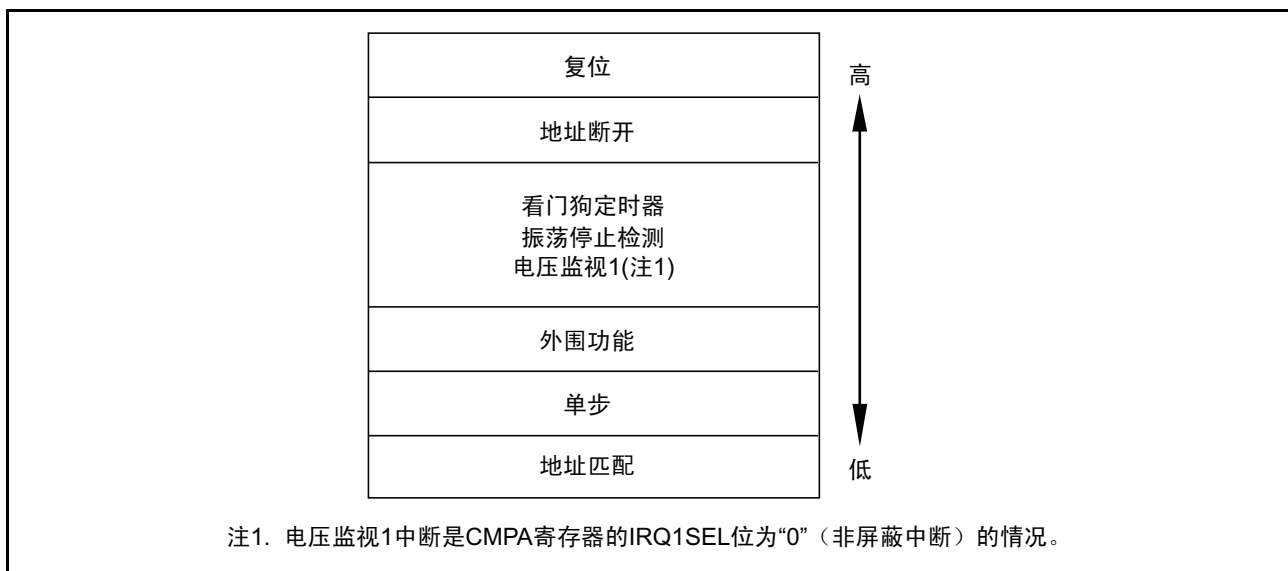 复位
高
地址断开
看门狗定时器
振荡停止检测
电压监视1(注1)
外围功能
单步
地址匹配
低
注1. 电压监视1中断是CMPA寄存器的IRQ1SEL位为“0”（非屏蔽中断）的情况。